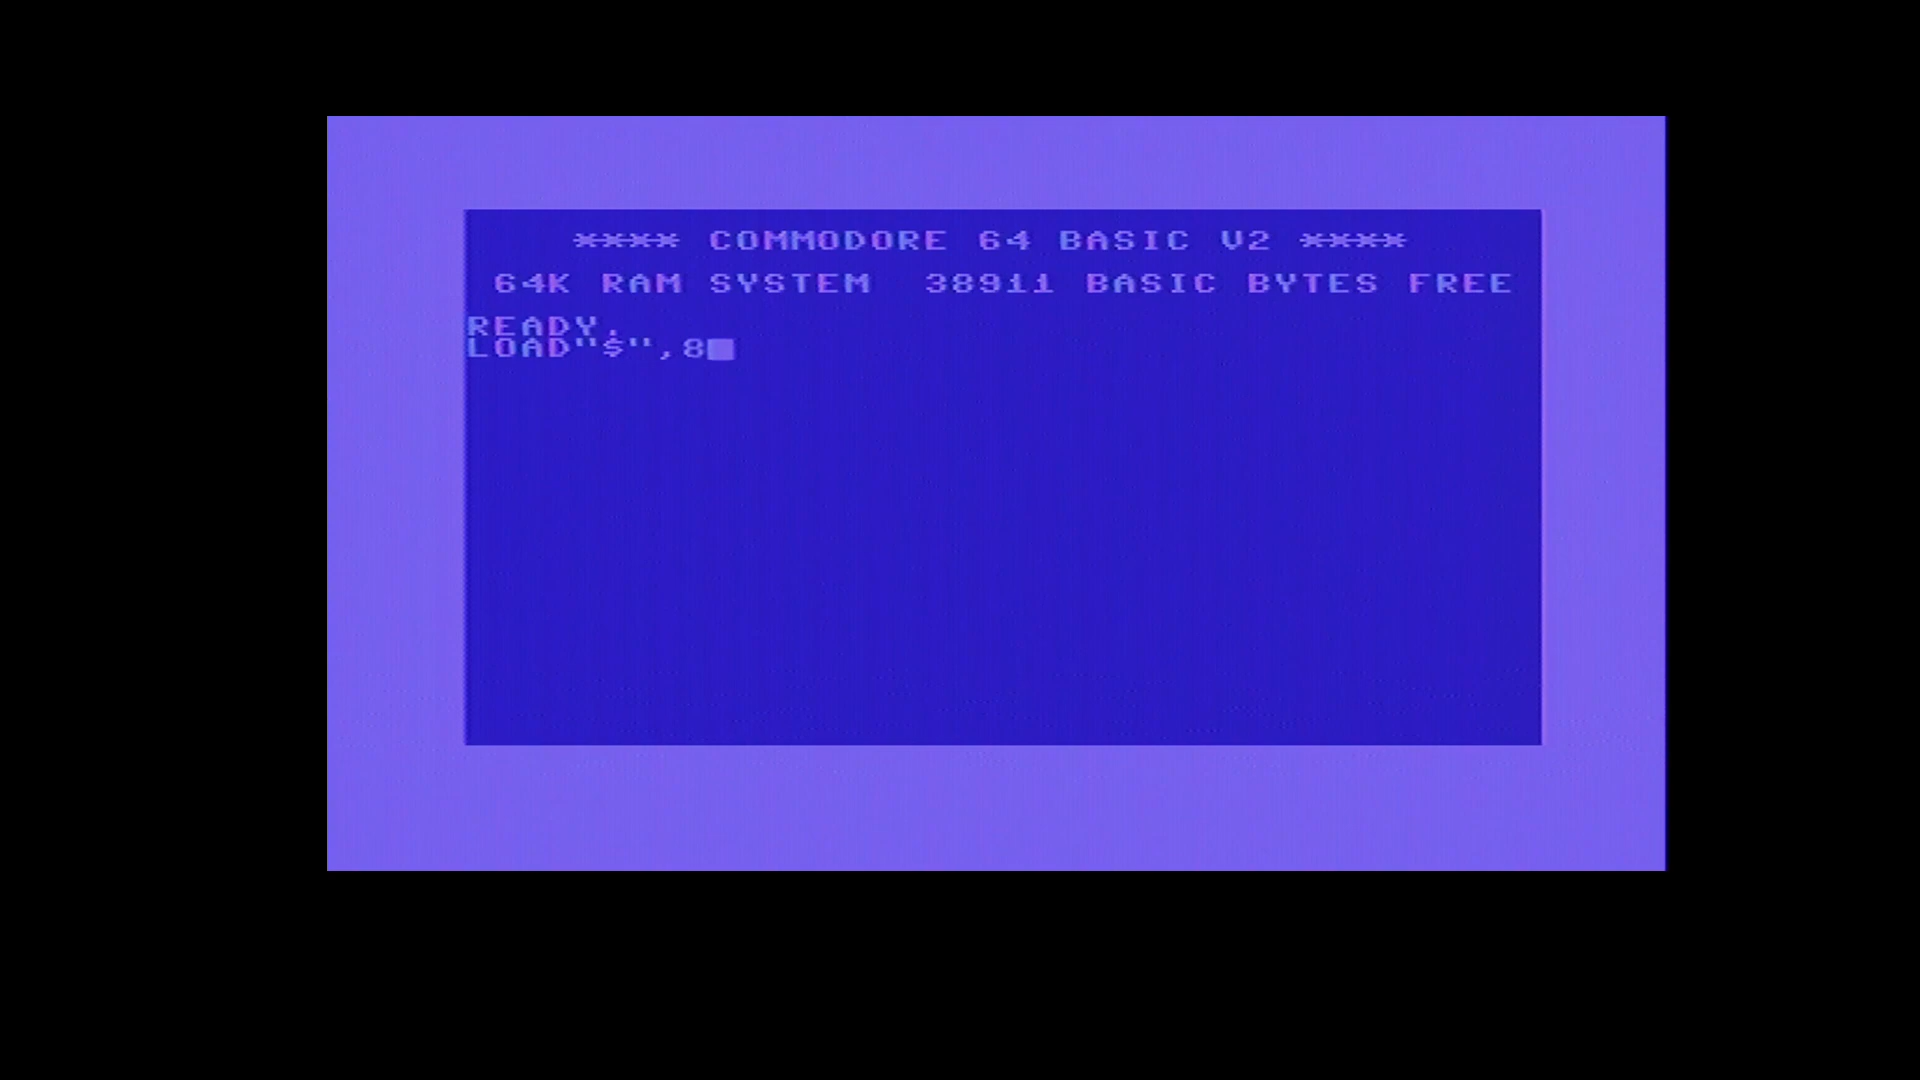 **** COMMODORE 64 BASIC V2 ****
64K RAM SYSTEM  38911 BASIC BYTES FREE
READY.
LOAD"$",8